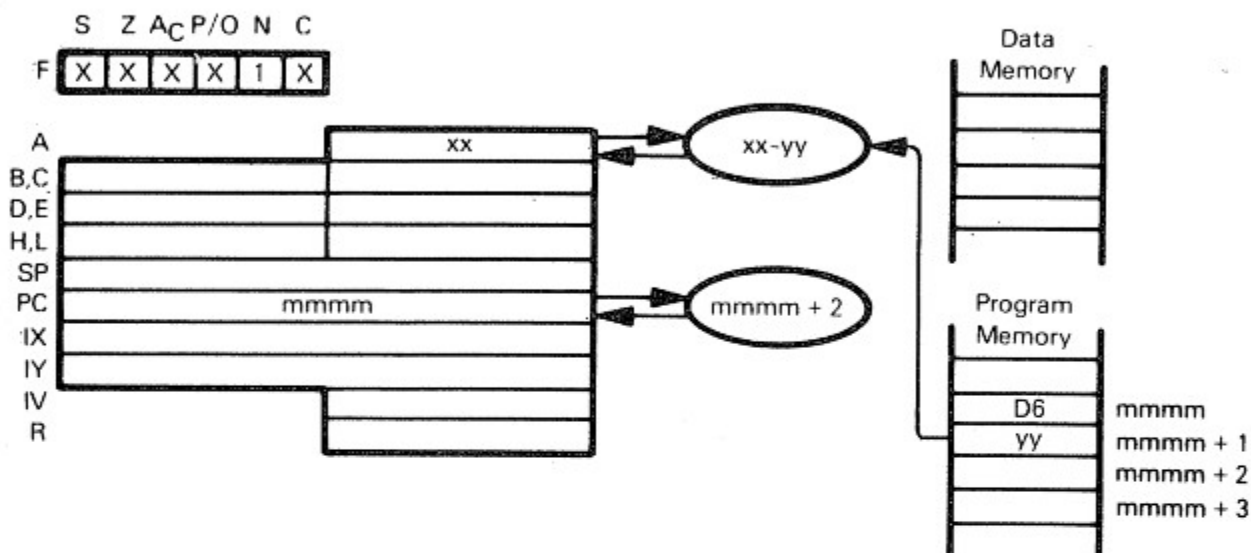 S Z AC P/O N C
F X X X X 1 X
Data
Memory
A xx xx-yy
B,C
D,E
H,L
SP
PC mmmm mmmm + 2
IX
IY
IV
R
Program
Memory
D6 mmmm
yy mmmm + 1
mmmm + 2
mmmm + 3